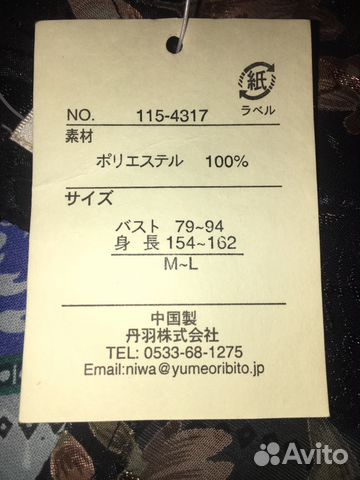 紙
ラベル
NO. 115-4317
素材
ポリエステル 100%
サイズ
バスト 79~94
身長 154~162
M~L
中国製
丹羽株式会社
TEL: 0533-68-1275
Email:niwa@yumeoribito.jp
Avito